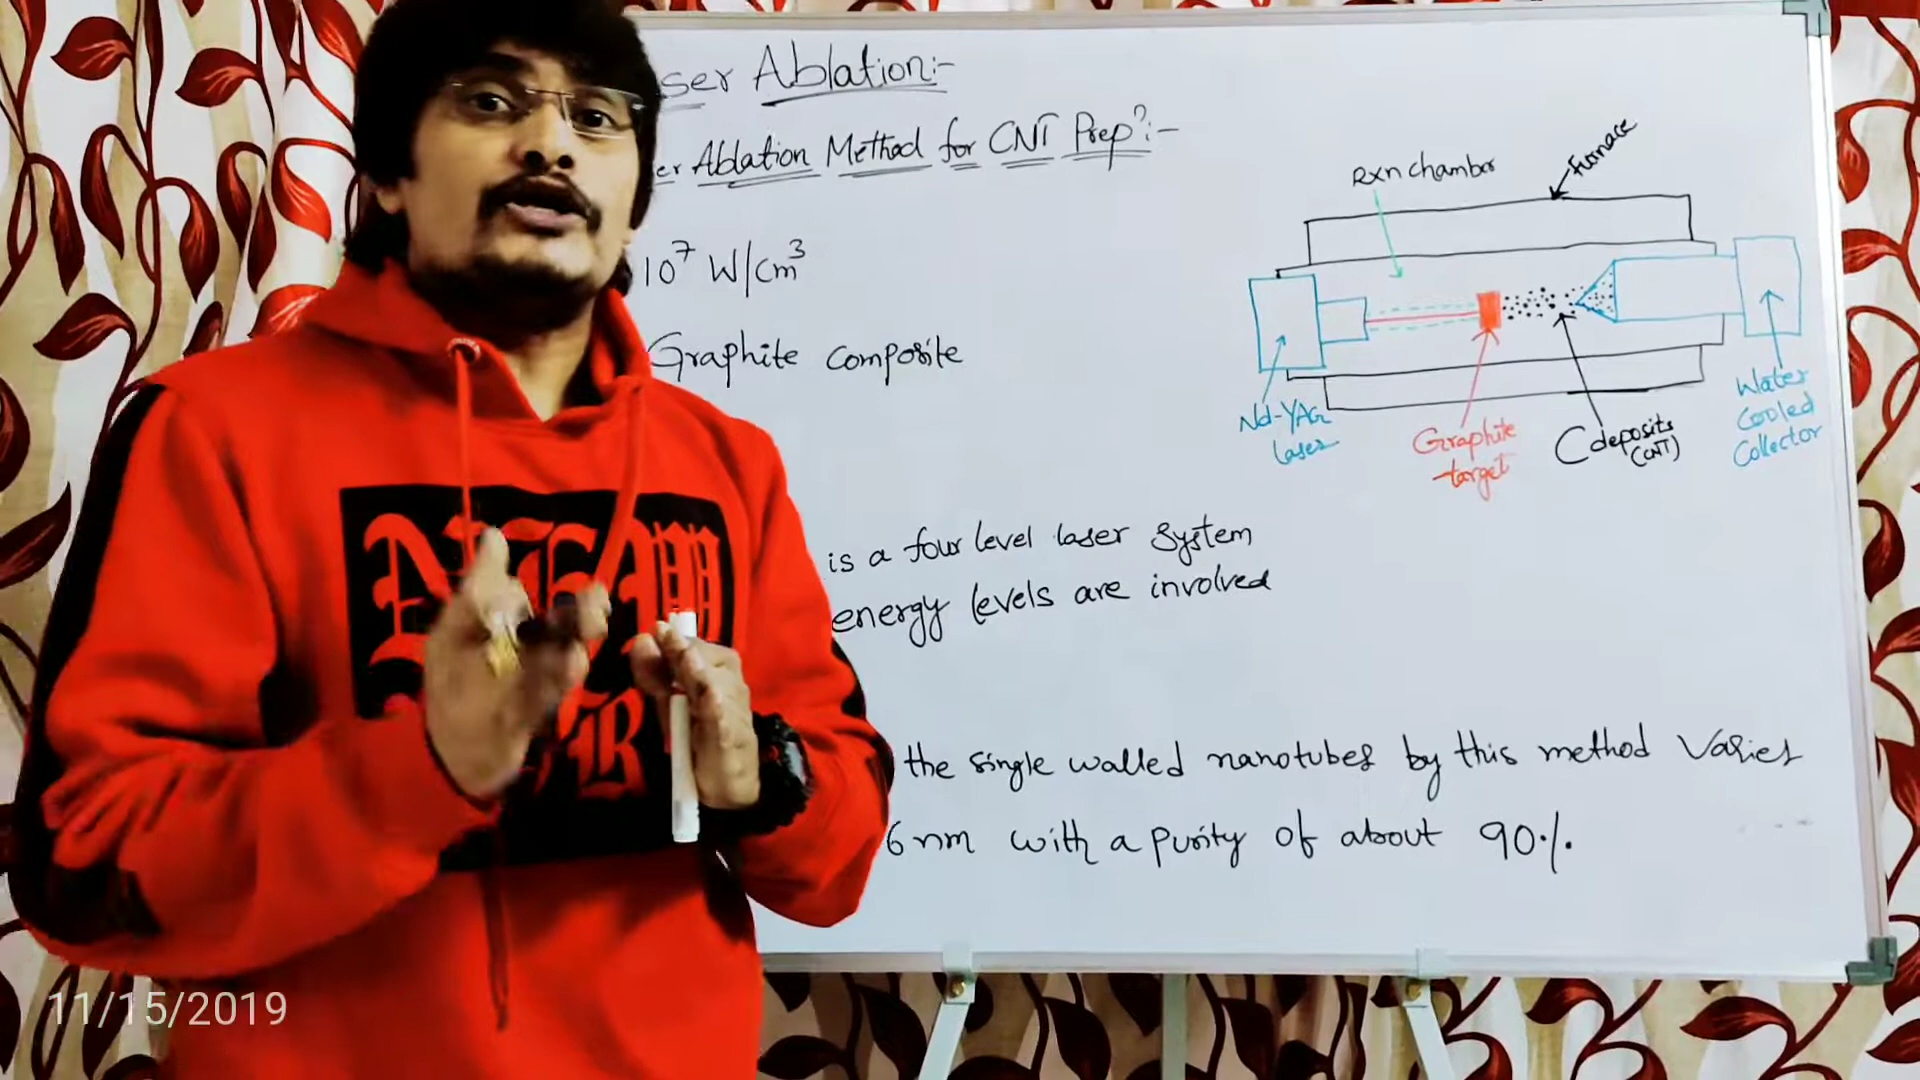 ser Ablation:-
er Ablation Method for CNT Prepⁿ:-
10⁷ W/cm³
Graphite composite
Rxn chamber
Furnace
Nd-YAG
laser
Graphite
target
C deposits
(CNT)
Water
Cooled
Collector
is a four level laser system
energy levels are involved
the single walled nanotubes by this method varies
6 nm with a purity of about 90%.
11/15/2019